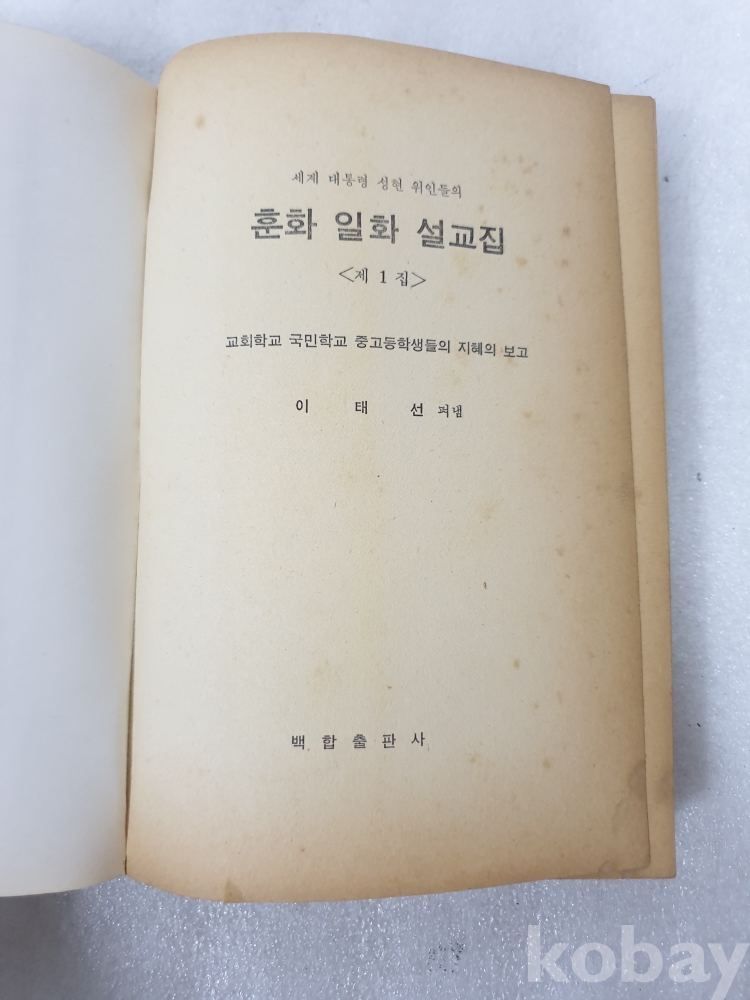 세계 대통령 성현 위인들의
훈화 일화 설교집
<제 1 집>
교회학교 국민학교 중고등학생들의 지혜의 보고
이 태 선 펴냄
백합출판사
kobay